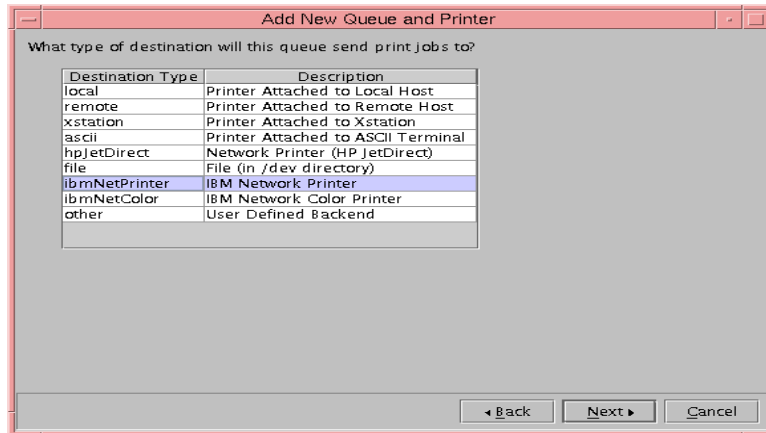 Add New Queue and Printer
What type of destination will this queue send print jobs to?
Destination Type Description
local Printer Attached to Local Host
remote Printer Attached to Remote Host
xstation Printer Attached to Xstation
ascii Printer Attached to ASCII Terminal
hpJetDirect Network Printer (HP JetDirect)
file File (in /dev directory)
ibmNetPrinter IBM Network Printer
ibmNetColor IBM Network Color Printer
other User Defined Backend
Back Next Cancel